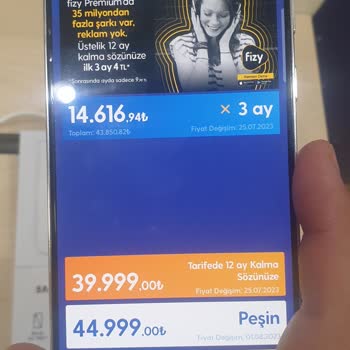 fizy Premium'da
35 milyondan
fazla şarkı var,
reklam yok.
Üstelik 12 ay
kalma sözünüze
ilk 3 ay 4 TL*
fizy
14.616,94₺ × 3 ay
Toplam: 43.850,82₺ Fiyat Değişim: 25.07.2023
Tarifede 12 ay Kalma
Sözünüze
39.999,00₺
Fiyat Değişim: 25.07.2023
44.999,00₺ Peşin
Fiyat Değişim: